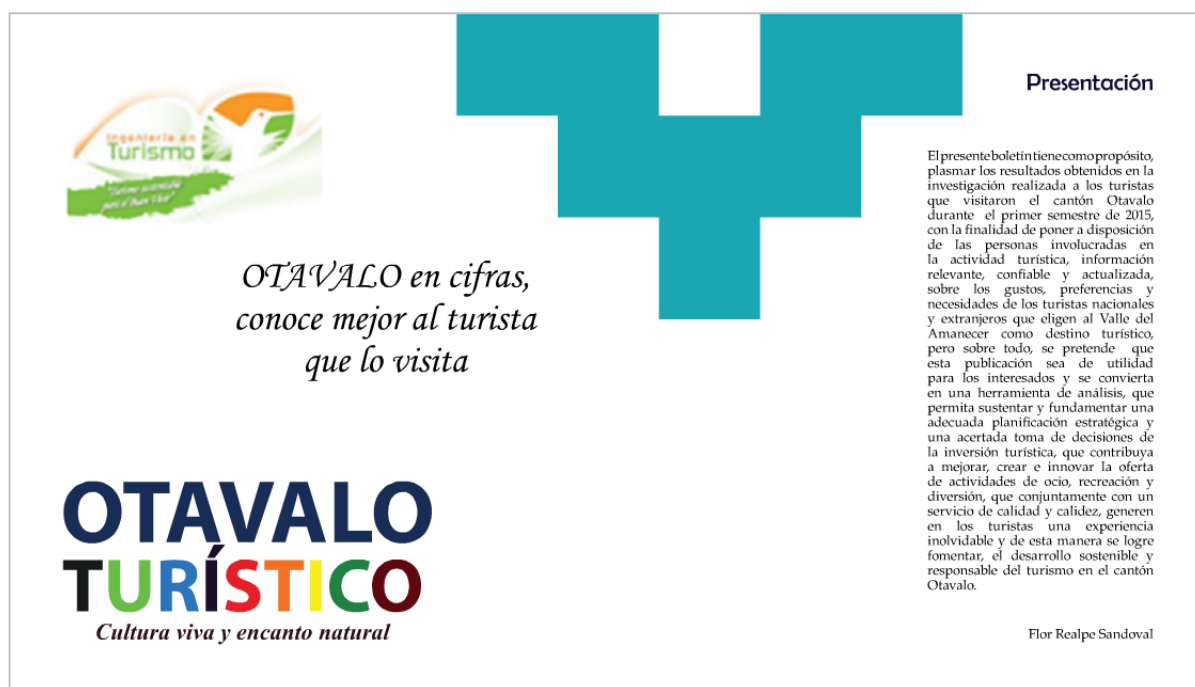 Ingeniería en
Turismo
"Turismo sustentable
para el Buen Vivir"
OTAVALO en cifras,
conoce mejor al turista
que lo visita
OTAVALO
TURÍSTICO
Cultura viva y encanto natural
Presentación
El presente boletín tiene como propósito,
plasmar los resultados obtenidos en la
investigación realizada a los turistas
que visitaron el cantón Otavalo
durante el primer semestre de 2015,
con la finalidad de poner a disposición
de las personas involucradas en
la actividad turística, información
relevante, confiable y actualizada,
sobre los gustos, preferencias y
necesidades de los turistas nacionales
y extranjeros que eligen al Valle del
Amanecer como destino turístico,
pero sobre todo, se pretende que
esta publicación sea de utilidad
para los interesados y se convierta
en una herramienta de análisis, que
permita sustentar y fundamentar una
adecuada planificación estratégica y
una acertada toma de decisiones de
la inversión turística, que contribuya
a mejorar, crear e innovar la oferta
de actividades de ocio, recreación y
diversión, que conjuntamente con un
servicio de calidad y calidez, generen
en los turistas una experiencia
inolvidable y de esta manera se logre
fomentar, el desarrollo sostenible y
responsable del turismo en el cantón
Otavalo.
Flor Realpe Sandoval